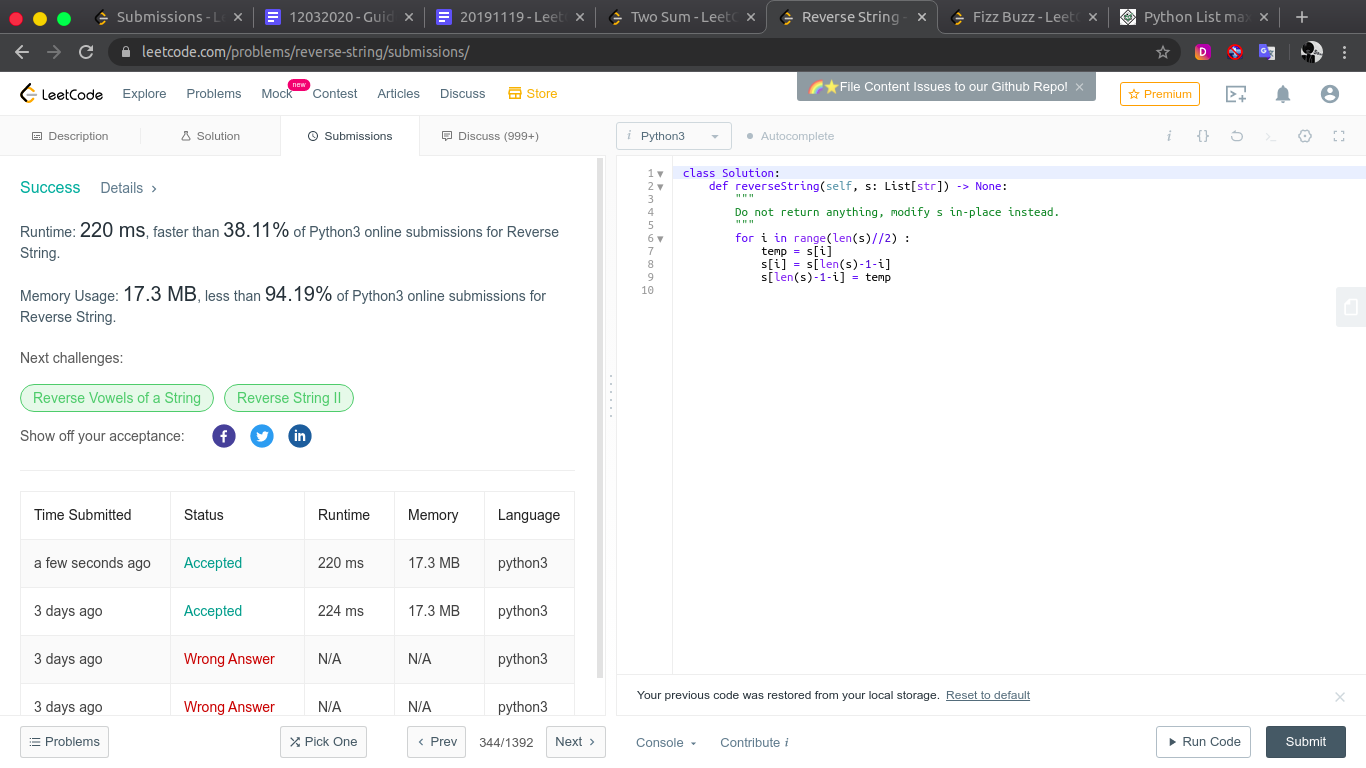 Submissions - L
12032020 - Guid
20191119 - Leet
Two Sum - LeetC
Reverse String -
Fizz Buzz - Leet
Python List max
leetcode.com/problems/reverse-string/submissions/
LeetCode
Explore
Problems
Mock
new
Contest
Articles
Discuss
Store
🌈⭐File Content Issues to our Github Repo! ×
Premium
Description
Solution
Submissions
Discuss (999+)
i Python3
Autocomplete
Success
Details
Runtime: 220 ms, faster than 38.11% of Python3 online submissions for Reverse
String.
Memory Usage: 17.3 MB, less than 94.19% of Python3 online submissions for
Reverse String.
Next challenges:
Reverse Vowels of a String
Reverse String II
Show off your acceptance:
Time Submitted Status Runtime Memory Language
a few seconds ago Accepted 220 ms 17.3 MB python3
3 days ago Accepted 224 ms 17.3 MB python3
3 days ago Wrong Answer N/A N/A python3
3 days ago Wrong Answer N/A N/A python3
1 class Solution:
2     def reverseString(self, s: List[str]) -> None:
3         """
4         Do not return anything, modify s in-place instead.
5         """
6         for i in range(len(s)//2) :
7             temp = s[i]
8             s[i] = s[len(s)-1-i]
9             s[len(s)-1-i] = temp
10
Your previous code was restored from your local storage. Reset to default
Problems
Pick One
Prev
344/1392
Next
Console
Contribute i
Run Code
Submit